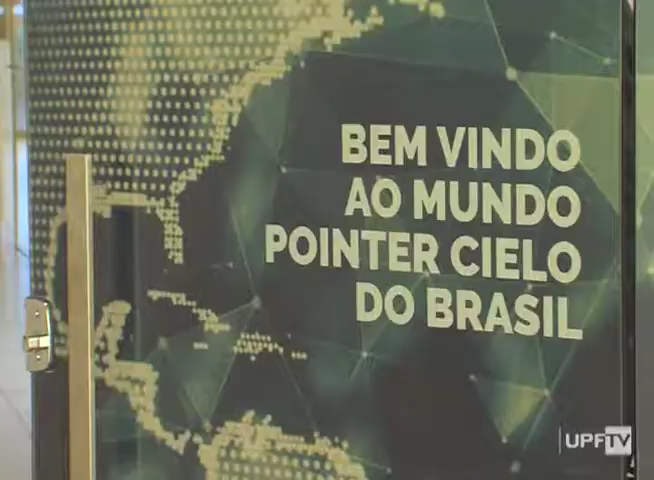 BEM VINDO
AO MUNDO
POINTER CIELO
DO BRASIL
UPFTV